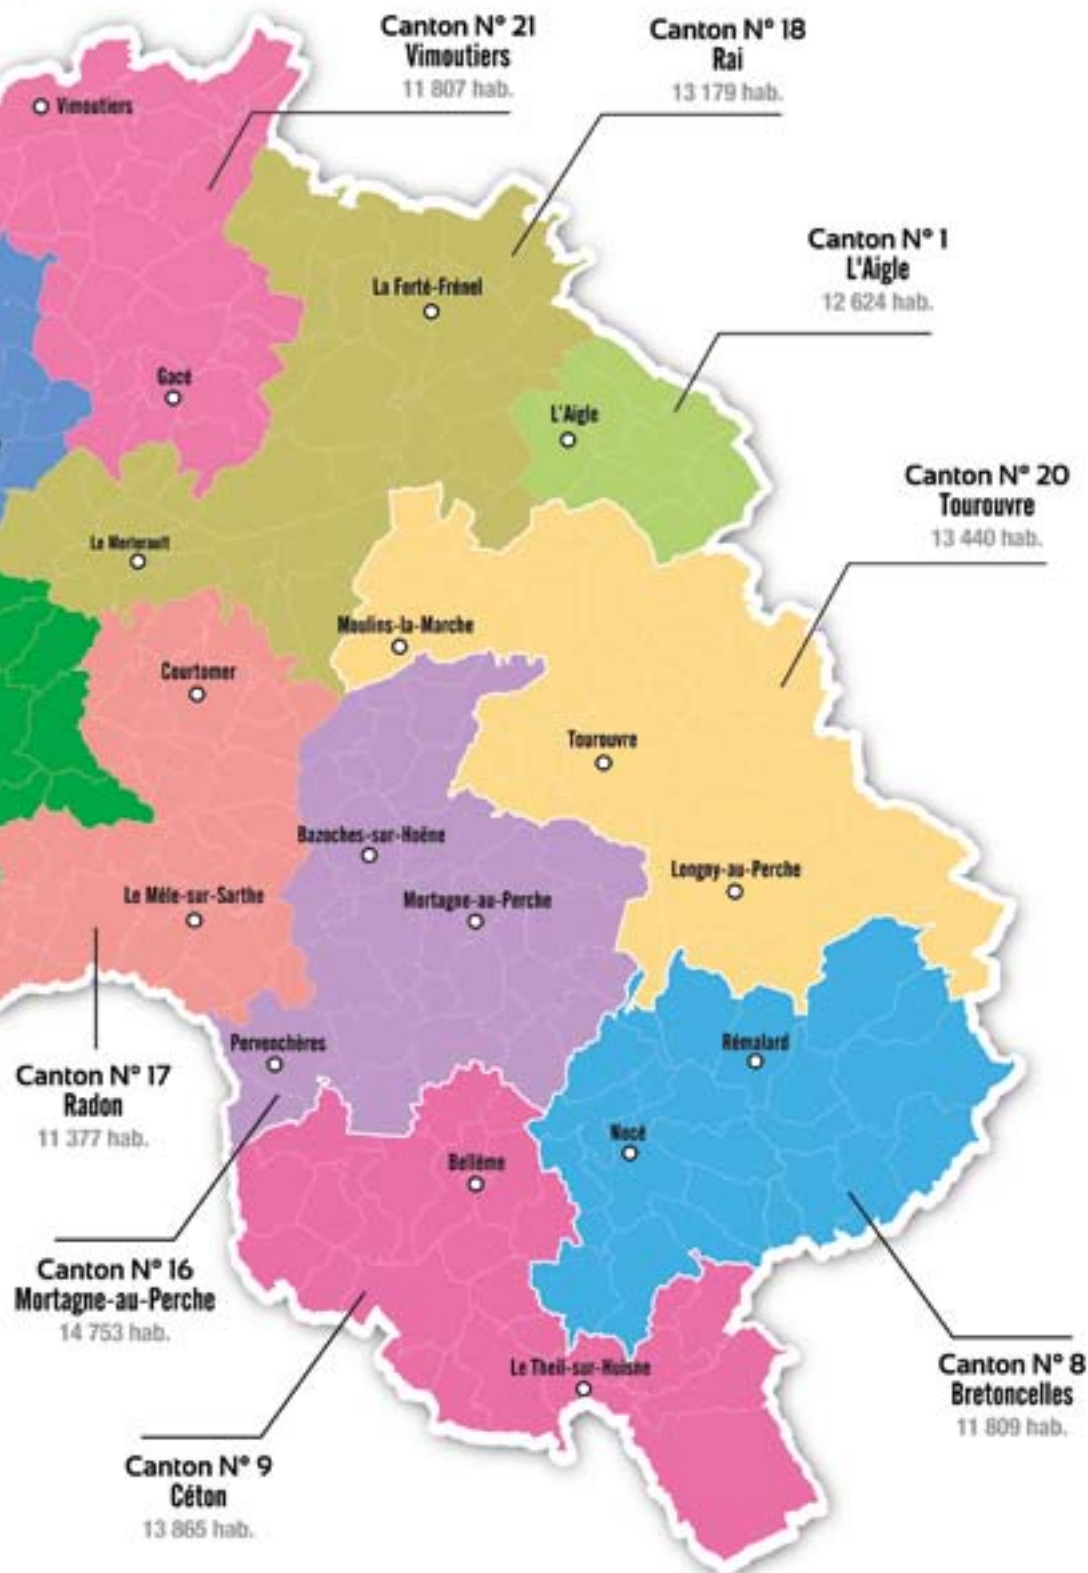 Canton N° 21
Vimoutiers
11 807 hab.
Canton N° 18
Rai
13 179 hab.
Vimoutiers
Canton N° 1
L'Aigle
12 624 hab.
La Ferté-Frênel
Gacé
L'Aigle
Canton N° 20
Tourouvre
13 440 hab.
Le Merlerault
Moulins-la-Marche
Courtomer
Tourouvre
Bazoches-sur-Hoëne
Longny-au-Perche
Le Mêle-sur-Sarthe
Mortagne-au-Perche
Pervenchères
Rémalard
Canton N° 17
Radon
11 377 hab.
Nocé
Bellême
Canton N° 16
Mortagne-au-Perche
14 753 hab.
Le Theil-sur-Huisne
Canton N° 8
Bretoncelles
11 809 hab.
Canton N° 9
Céton
13 865 hab.